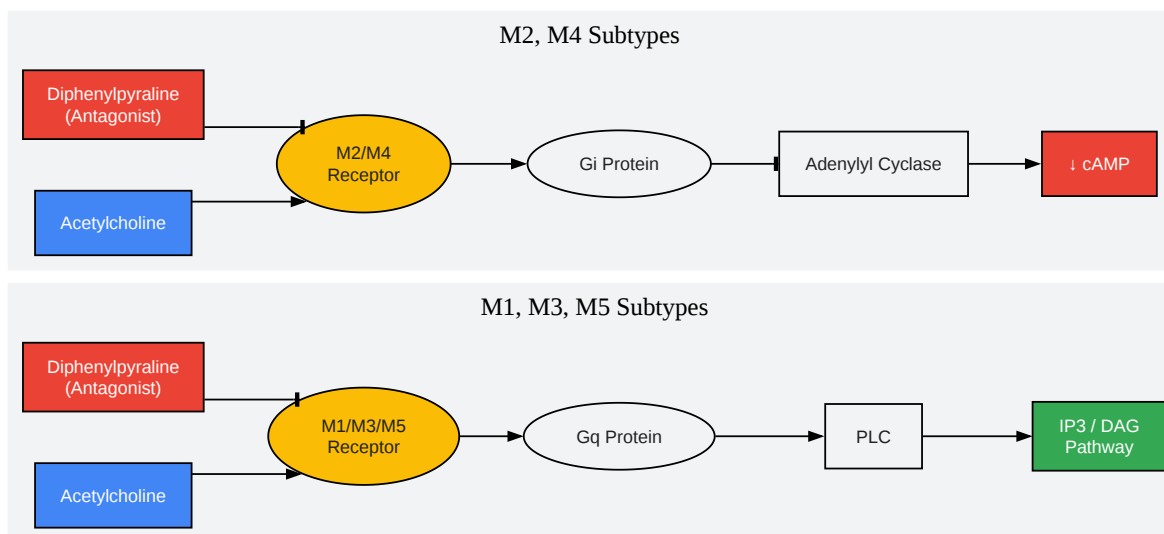 M2, M4 Subtypes
Diphenylpyraline
(Antagonist)
M2/M4
Receptor
Gi Protein
Adenylyl Cyclase
↓ cAMP
Acetylcholine
M1, M3, M5 Subtypes
Diphenylpyraline
(Antagonist)
M1/M3/M5
Receptor
Gq Protein
PLC
IP3 / DAG
Pathway
Acetylcholine